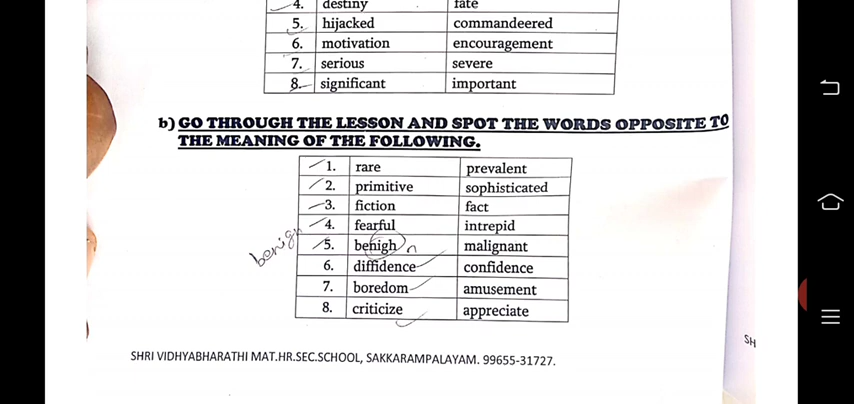 4. destiny fate
5. hijacked commandeered
6. motivation encouragement
7. serious severe
8. significant important
b) GO THROUGH THE LESSON AND SPOT THE WORDS OPPOSITE TO
THE MEANING OF THE FOLLOWING.
1. rare prevalent
2. primitive sophisticated
3. fiction fact
4. fearful intrepid
benign
5. behigh n malignant
6. diffidence confidence
7. boredom amusement
8. criticize appreciate
SHRI VIDHYABHARATHI MAT.HR.SEC.SCHOOL, SAKKARAMPALAYAM. 99655-31727.
SH